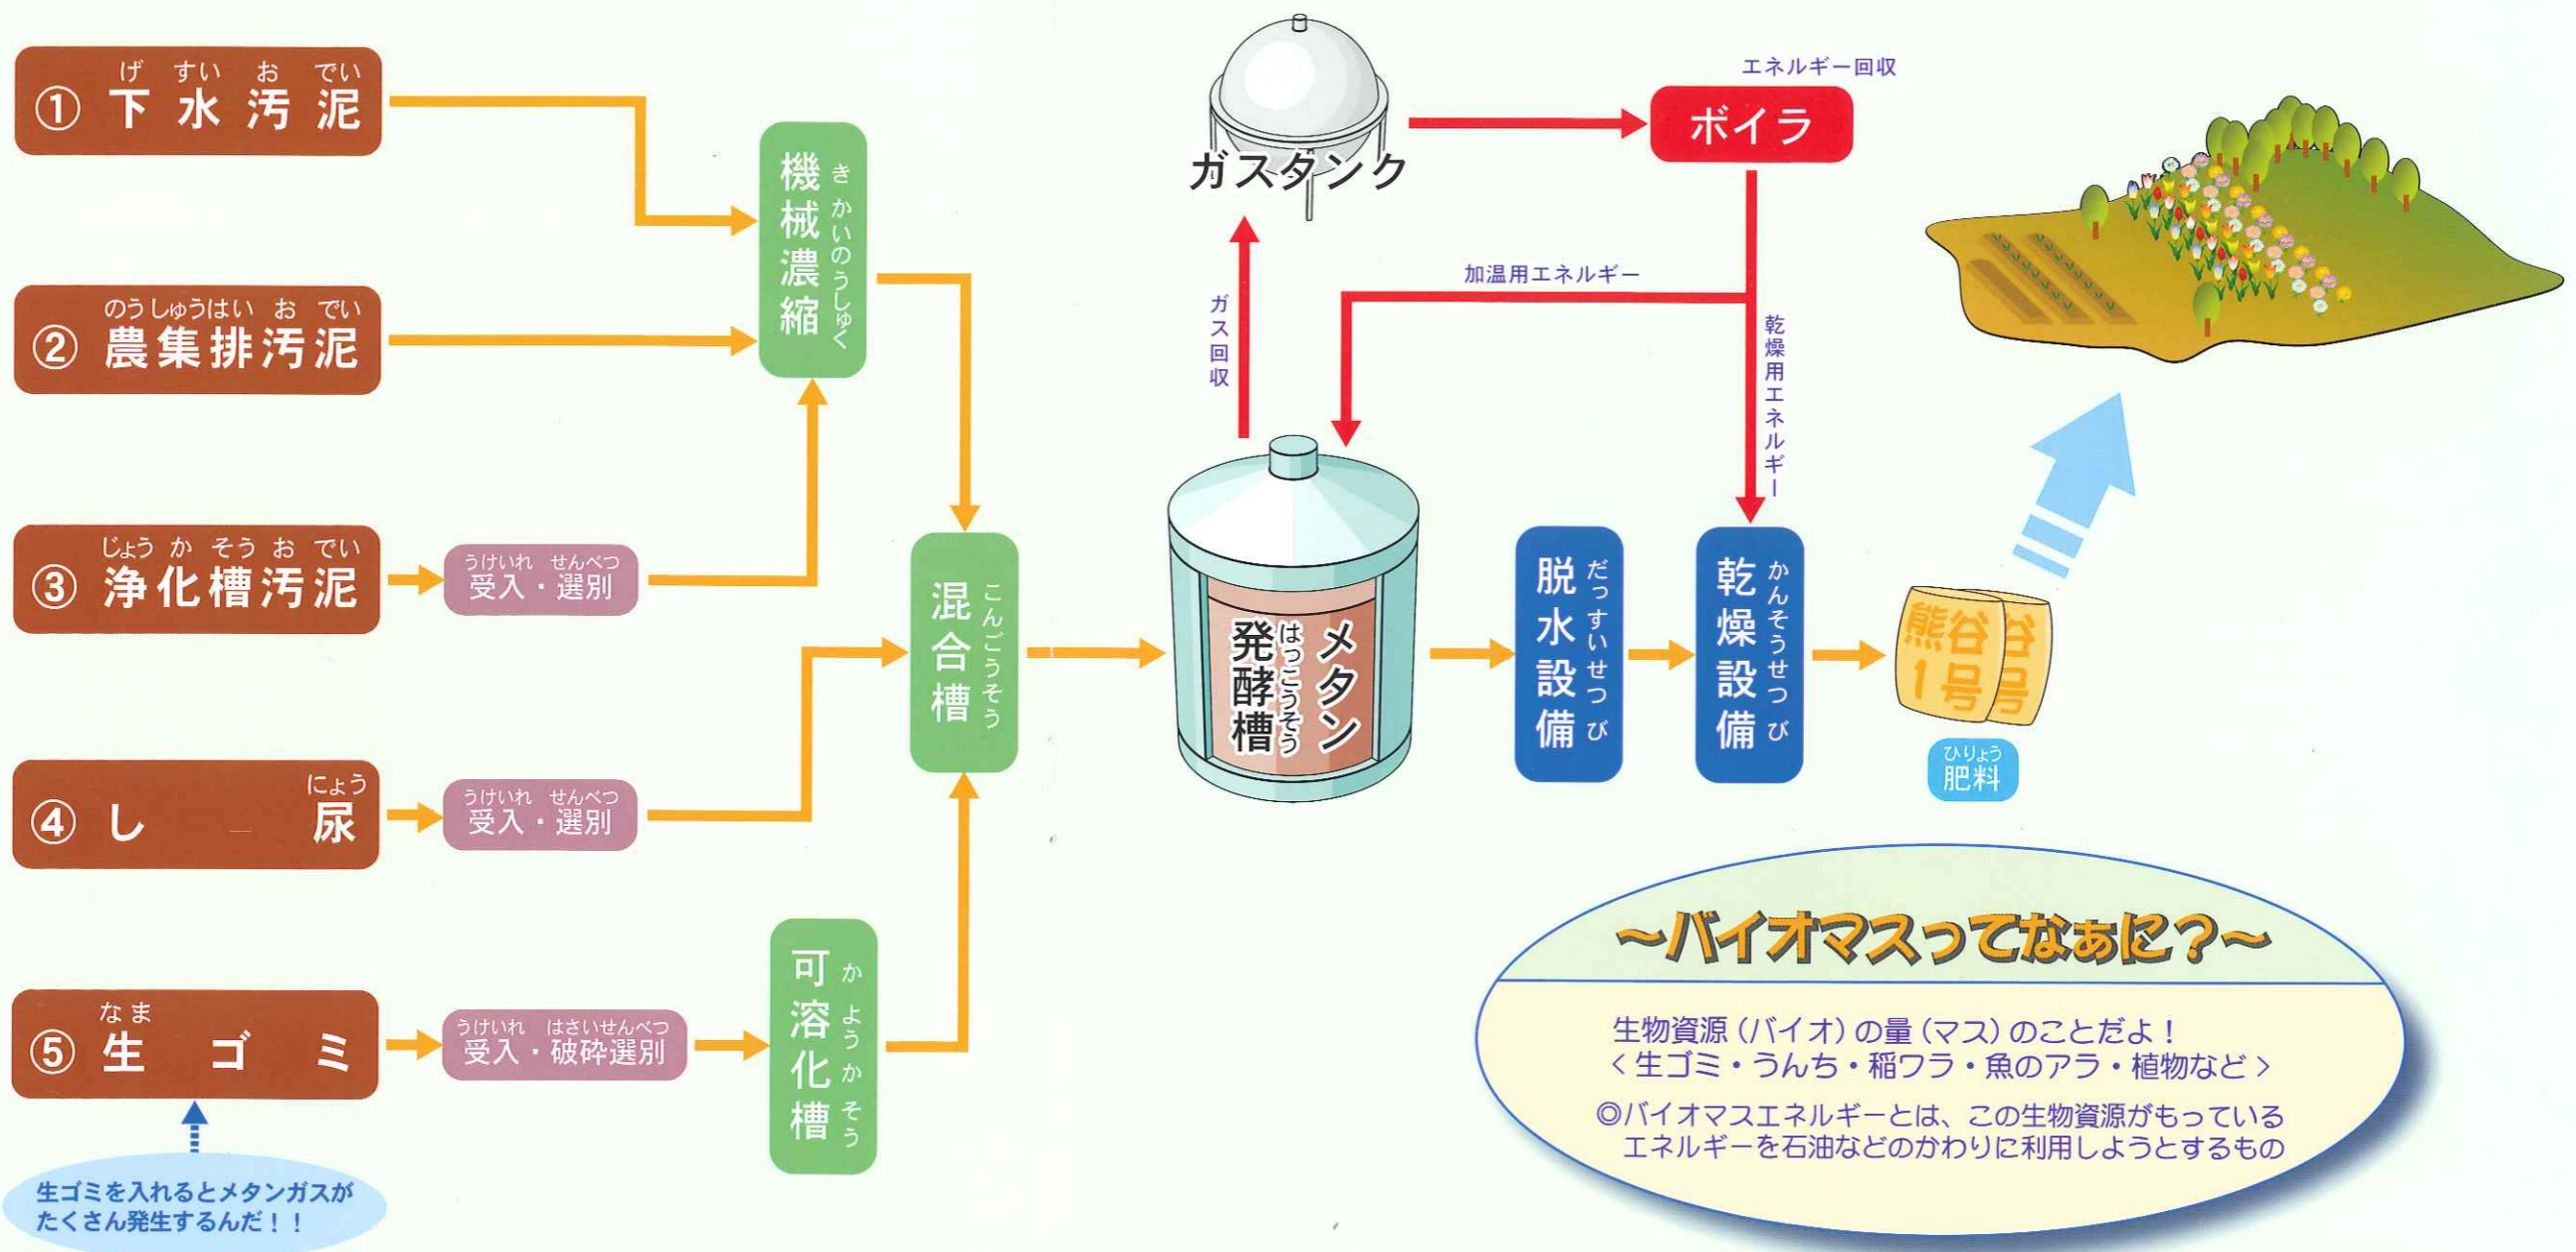 ① 下水汚泥
げ すい お でい
② 農集排汚泥
のうしゅうはい お でい
③ 浄化槽汚泥
じょう か そう お でい
受入・選別
うけいれ せんべつ
④ し 尿
にょう
受入・選別
うけいれ せんべつ
⑤ 生 ゴ ミ
なま
受入・破砕選別
うけいれ はさいせんべつ
生ゴミを入れるとメタンガスが
たくさん発生するんだ!!
機械濃縮
き かいのうしゅく
可溶化槽
か ようか そう
混合槽
こんごうそう
メタン
発酵槽
はっこうそう
ガス回収
ガスタンク
エネルギー回収
ボイラ
加温用エネルギー
乾燥用エネルギー
脱水設備
だっすいせつ び
乾燥設備
かんそうせつ び
熊谷
1号
谷
号
ひりょう
肥料
~バイオマスってなぁに?~
生物資源(バイオ)の量(マス)のことだよ!
<生ゴミ・うんち・稲ワラ・魚のアラ・植物など>
◎バイオマスエネルギーとは、この生物資源がもっている
エネルギーを石油などのかわりに利用しようとするもの